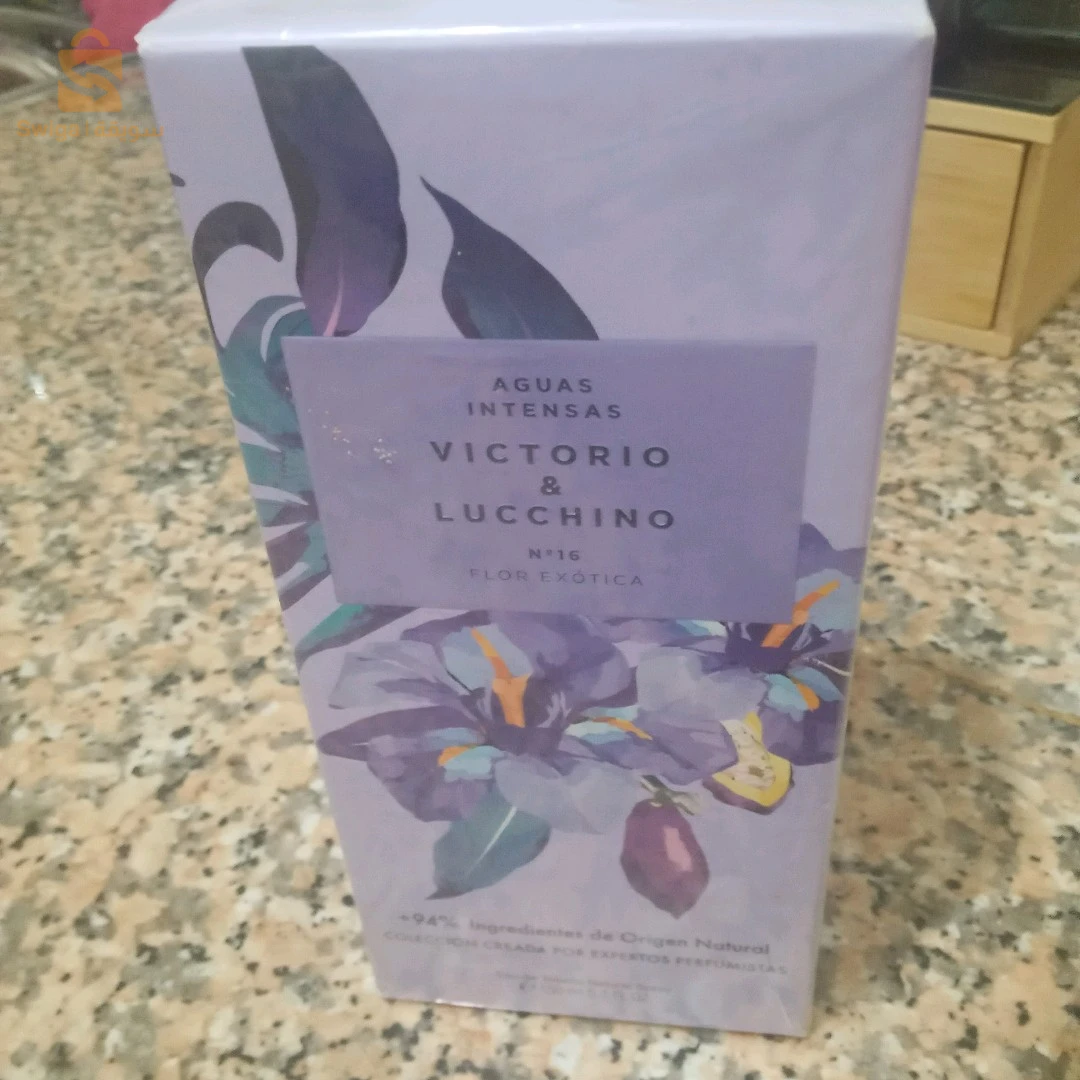 AGUAS
INTENSAS
VICTORIO
&
LUCCHINO
Nº16
FLOR EXÓTICA
+94% Ingredientes de Origen Natural
COLECCIÓN CREADA POR EXPERTOS PERFUMISTAS